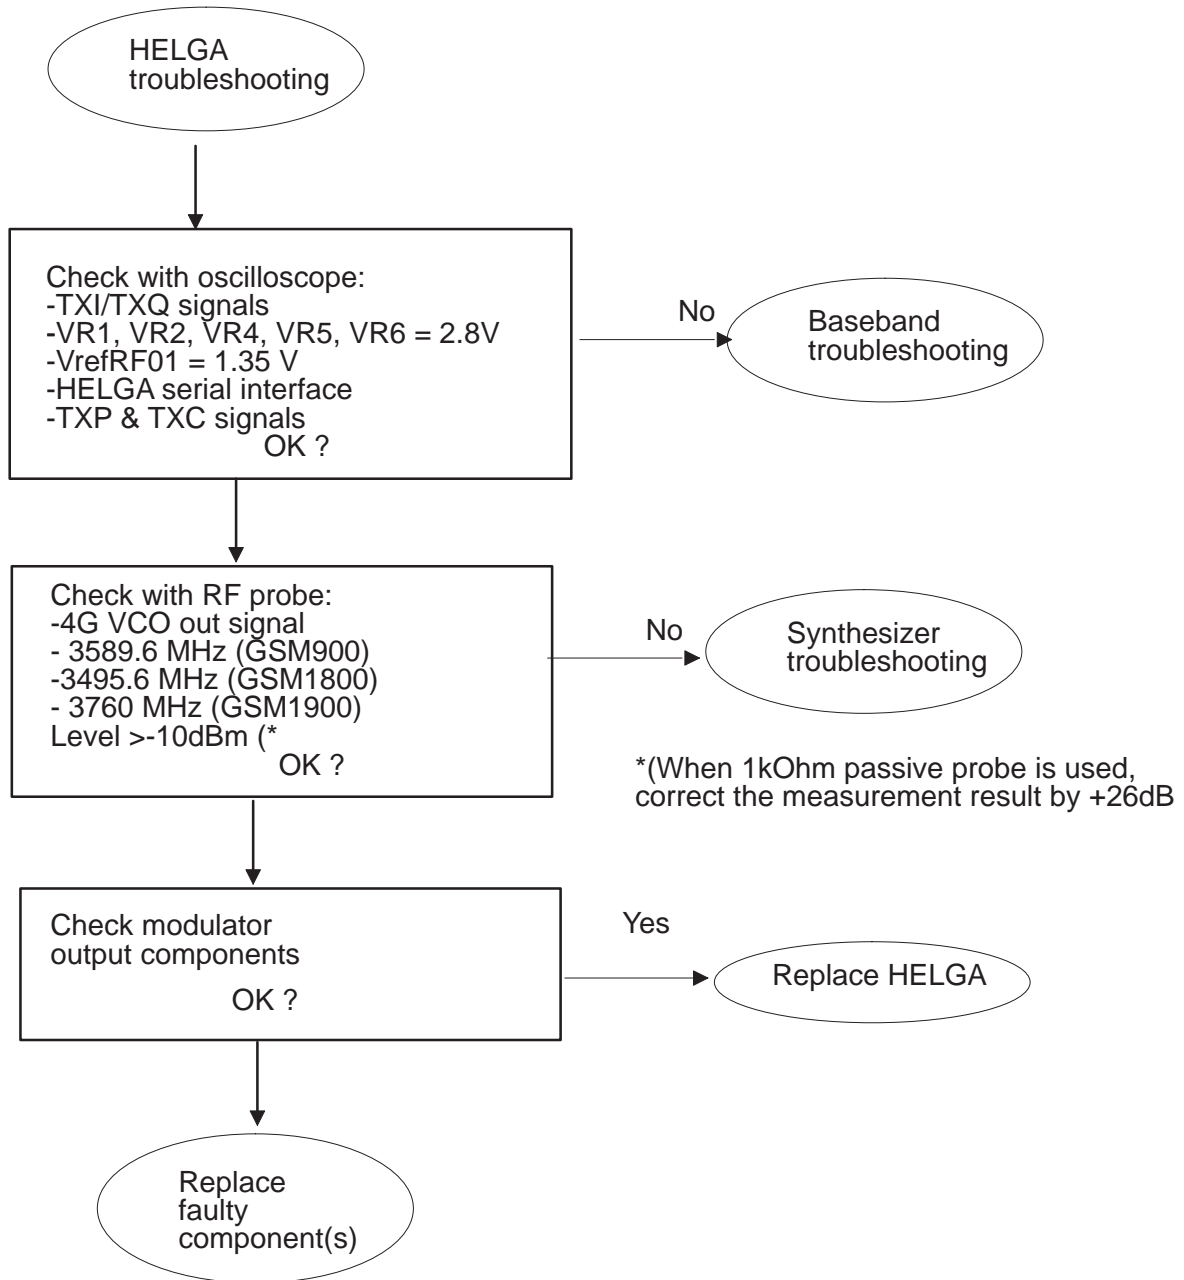 HELGA
troubleshooting
Check with oscilloscope:
-TXI/TXQ signals
-VR1, VR2, VR4, VR5, VR6 = 2.8V
-VrefRF01 = 1.35 V
-HELGA serial interface
-TXP & TXC signals
OK ?
No
Baseband
troubleshooting
Check with RF probe:
-4G VCO out signal
- 3589.6 MHz (GSM900)
-3495.6 MHz (GSM1800)
- 3760 MHz (GSM1900)
Level >-10dBm (*
OK ?
No
Synthesizer
troubleshooting
*(When 1kOhm passive probe is used,
correct the measurement result by +26dB
Check modulator
output components
OK ?
Yes
Replace HELGA
Replace
faulty
component(s)